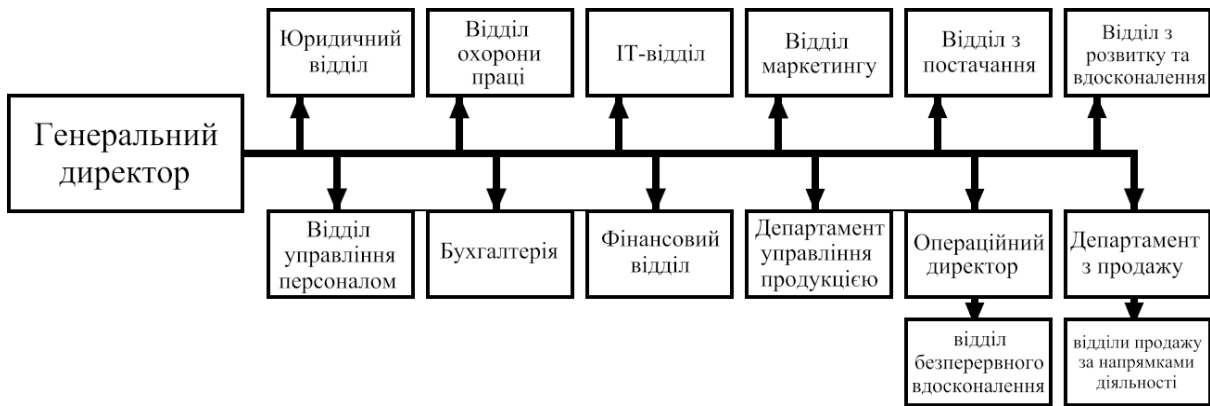 Генеральний
директор
Юридичний
відділ
Відділ
охорони
праці
ІТ-відділ
Відділ
маркетингу
Відділ з
постачання
Відділ з
розвитку та
вдосконалення
Відділ
управління
персоналом
Бухгалтерія
Фінансовий
відділ
Департамент
управління
продукцією
Операційний
директор
Департамент
з продажу
відділ
безперервного
вдосконалення
відділи продажу
за напрямками
діяльності